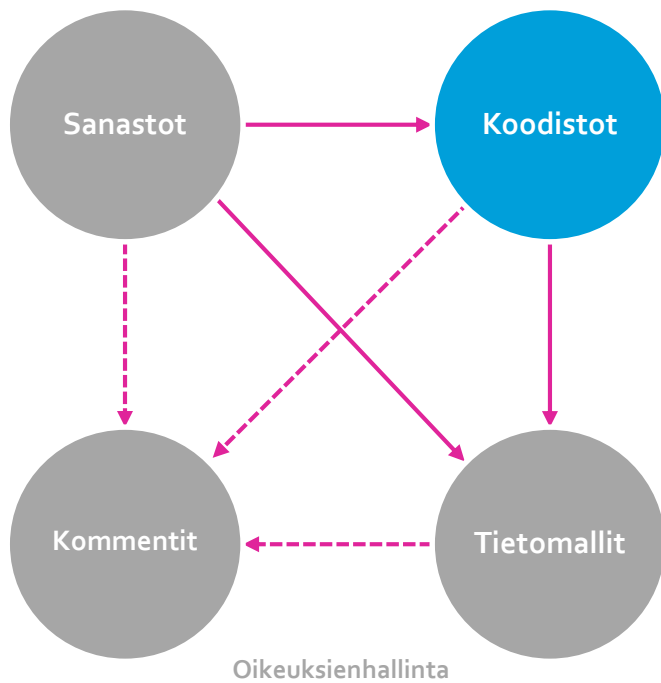 Sanastot
Koodistot
Kommentit
Tietomallit
Oikeuksienhallinta